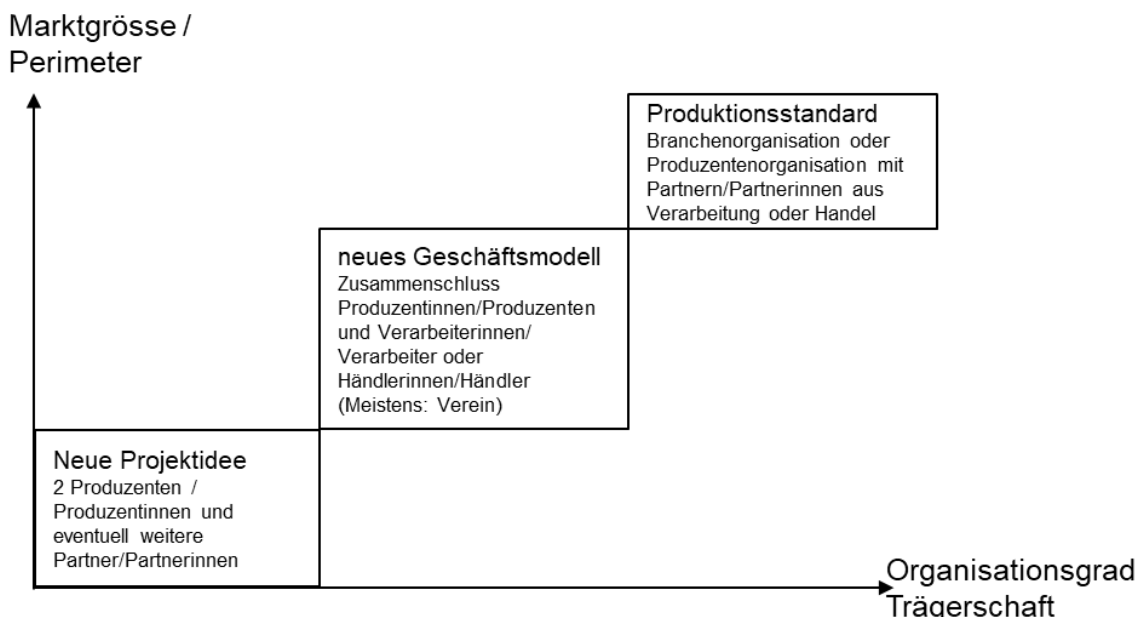 Marktgrösse /
Perimeter
Produktionsstandard
Branchenorganisation oder
Produzentenorganisation mit
Partnern/Partnerinnen aus
Verarbeitung oder Handel
neues Geschäftsmodell
Zusammenschluss
Produzentinnen/Produzenten
und Verarbeiterinnen/
Verarbeiter oder
Händlerinnen/Händler
(Meistens: Verein)
Neue Projektidee
2 Produzenten /
Produzentinnen und
eventuell weitere
Partner/Partnerinnen
Organisationsgrad
Trägerschaft